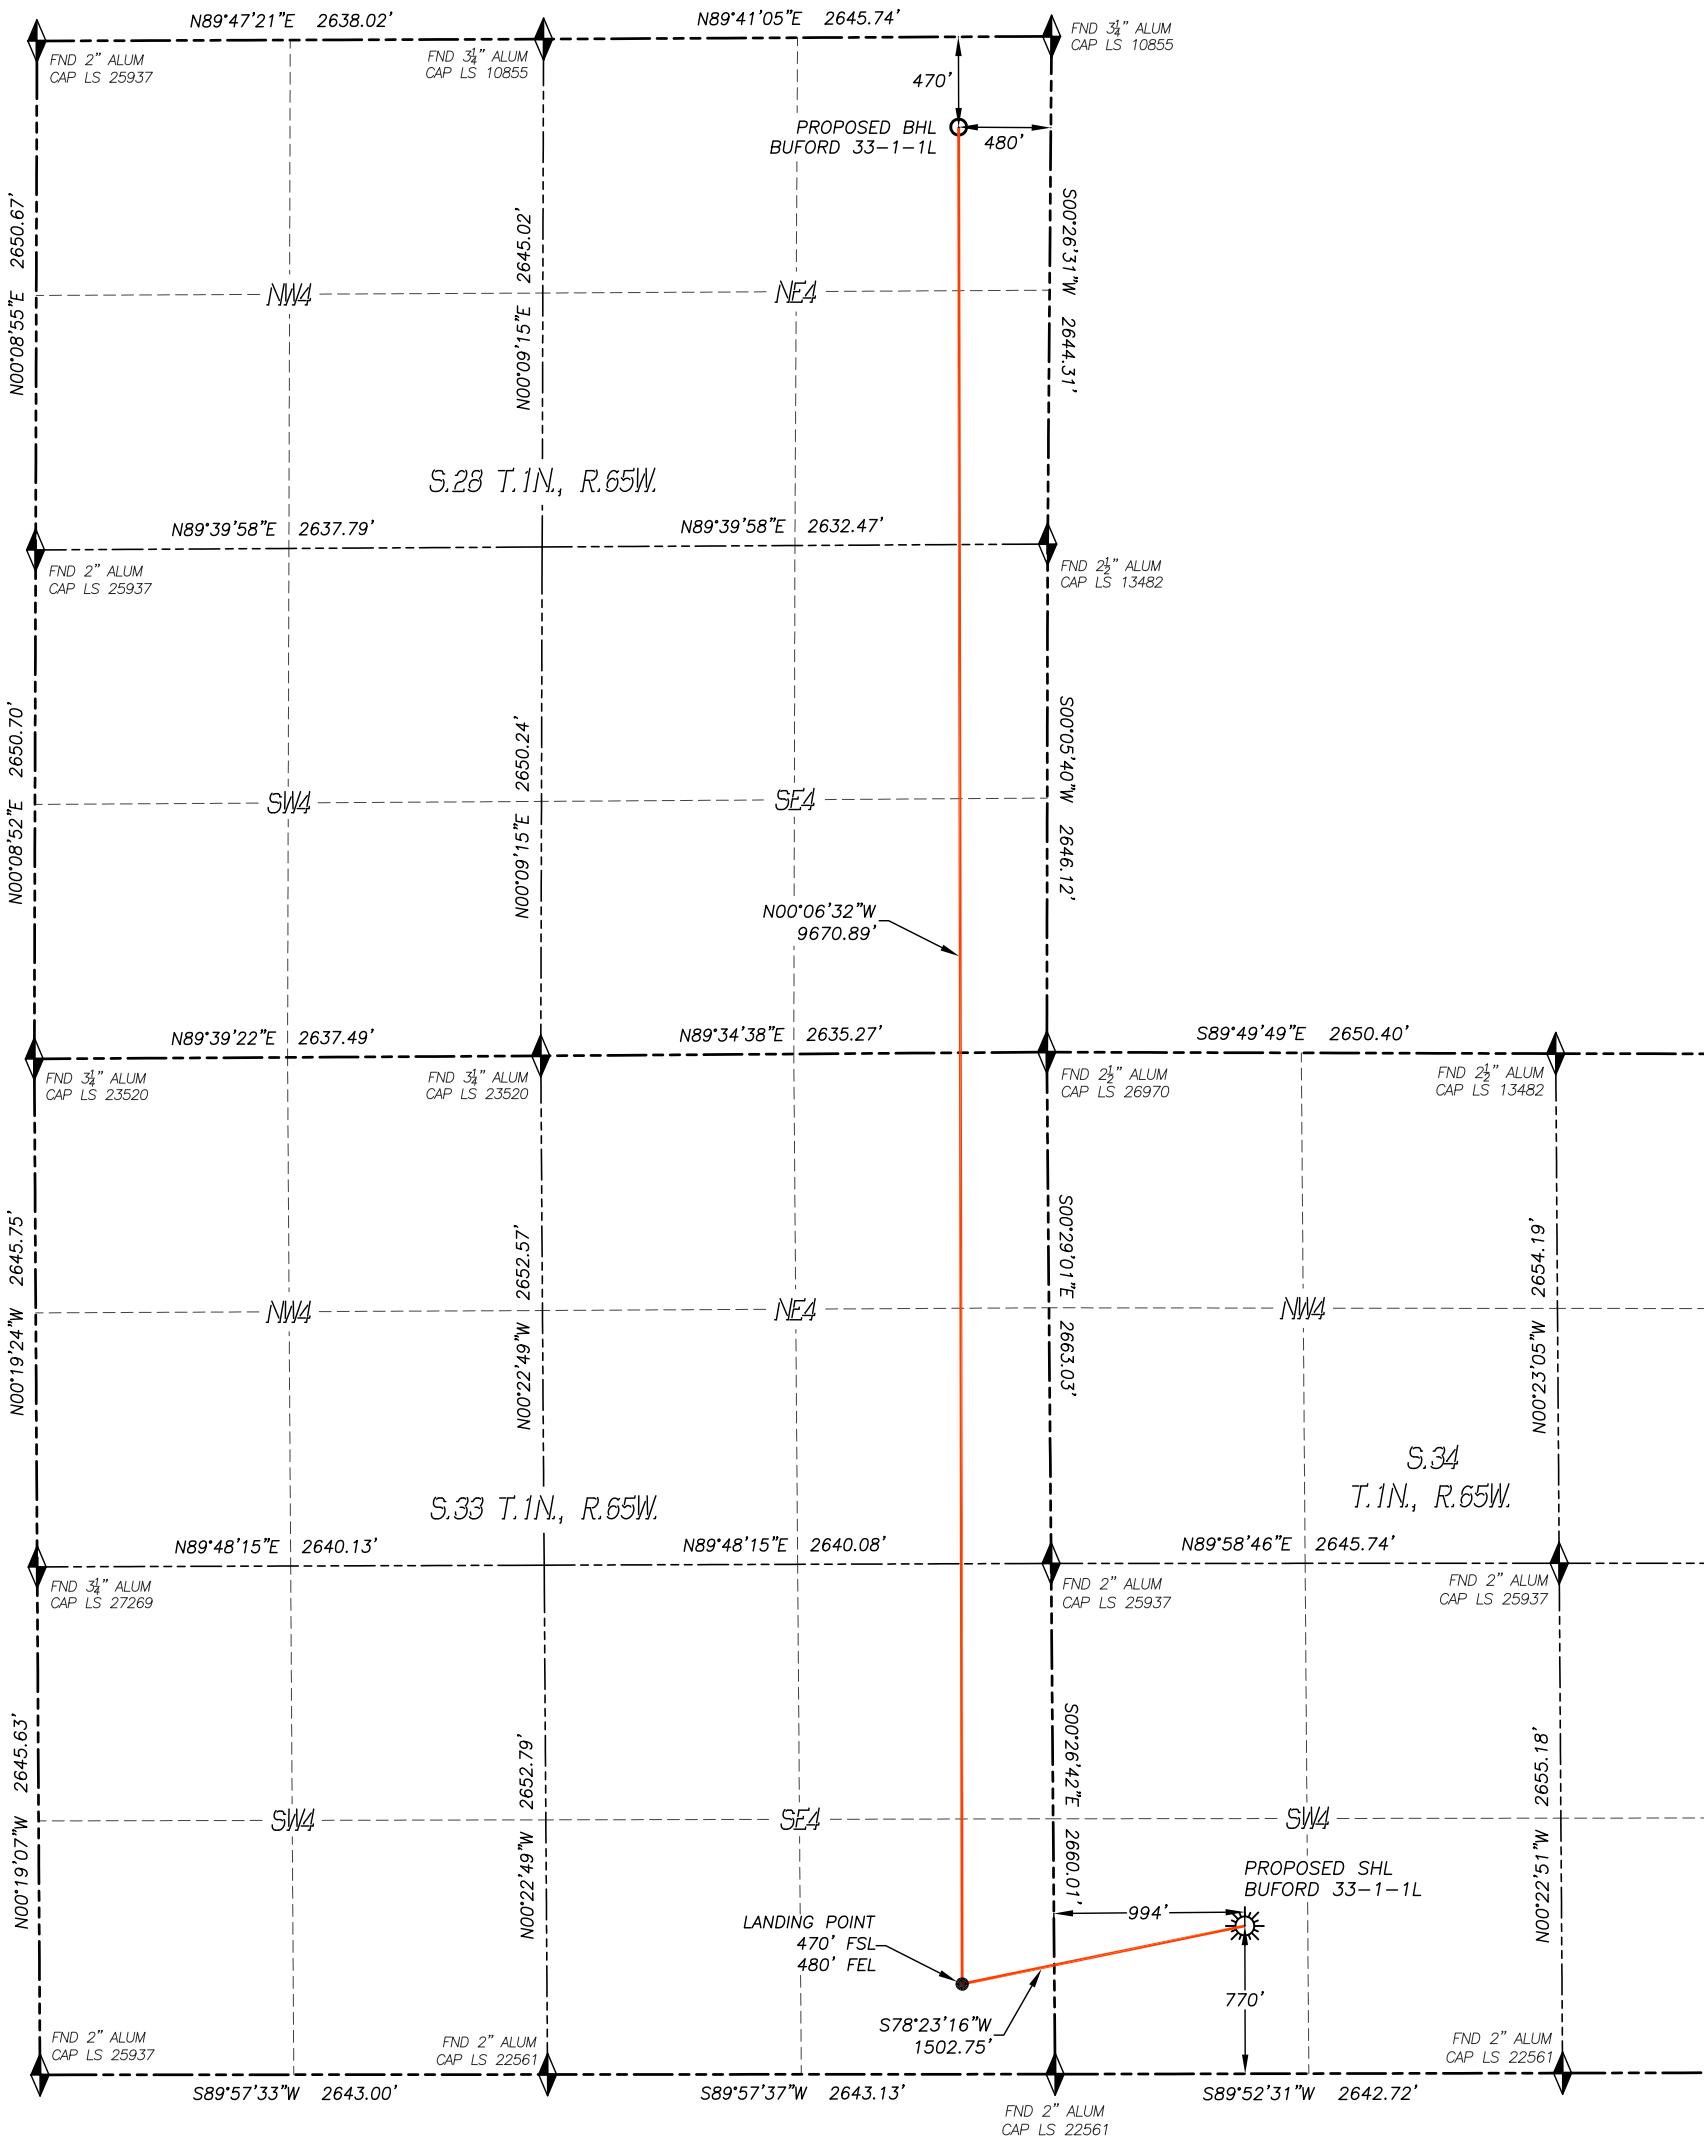 N89°47'21"E 2638.02'
N89°41'05"E 2645.74'
FND 2" ALUM
CAP LS 25937
FND 3¼" ALUM
CAP LS 10855
FND 3¼" ALUM
CAP LS 10855
470'
PROPOSED BHL
BUFORD 33-1-1L
480'
N00°08'55"E 2650.67'
N00°09'15"E 2645.02'
S00°26'31"W 2644.31'
NW4
NE4
S.28 T.1N., R.65W.
N89°39'58"E 2637.79'
N89°39'58"E 2632.47'
FND 2" ALUM
CAP LS 25937
FND 2½" ALUM
CAP LS 13482
N00°08'52"E 2650.70'
N00°09'15"E 2650.24'
S00°05'40"W 2646.12'
SW4
SE4
N00°06'32"W
9670.89'
N89°39'22"E 2637.49'
N89°34'38"E 2635.27'
S89°49'49"E 2650.40'
FND 3¼" ALUM
CAP LS 23520
FND 3¼" ALUM
CAP LS 23520
FND 2½" ALUM
CAP LS 26970
FND 2½" ALUM
CAP LS 13482
N00°19'24"W 2645.75'
N00°22'49"W 2652.57'
S00°29'01"E 2663.03'
N00°23'05"W 2654.19'
NW4
NE4
NW4
S.34
T.1N., R.65W.
S.33 T.1N., R.65W.
N89°48'15"E 2640.13'
N89°48'15"E 2640.08'
N89°58'46"E 2645.74'
FND 3¼" ALUM
CAP LS 27269
FND 2" ALUM
CAP LS 25937
FND 2" ALUM
CAP LS 25937
N00°19'07"W 2645.63'
N00°22'49"W 2652.79'
S00°26'42"E 2660.01'
N00°22'51"W 2655.18'
SW4
SE4
SW4
PROPOSED SHL
BUFORD 33-1-1L
994'
LANDING POINT
470' FSL
480' FEL
770'
S78°23'16"W
1502.75'
FND 2" ALUM
CAP LS 25937
FND 2" ALUM
CAP LS 22561
FND 2" ALUM
CAP LS 22561
S89°57'33"W 2643.00'
S89°57'37"W 2643.13'
S89°52'31"W 2642.72'
FND 2" ALUM
CAP LS 22561